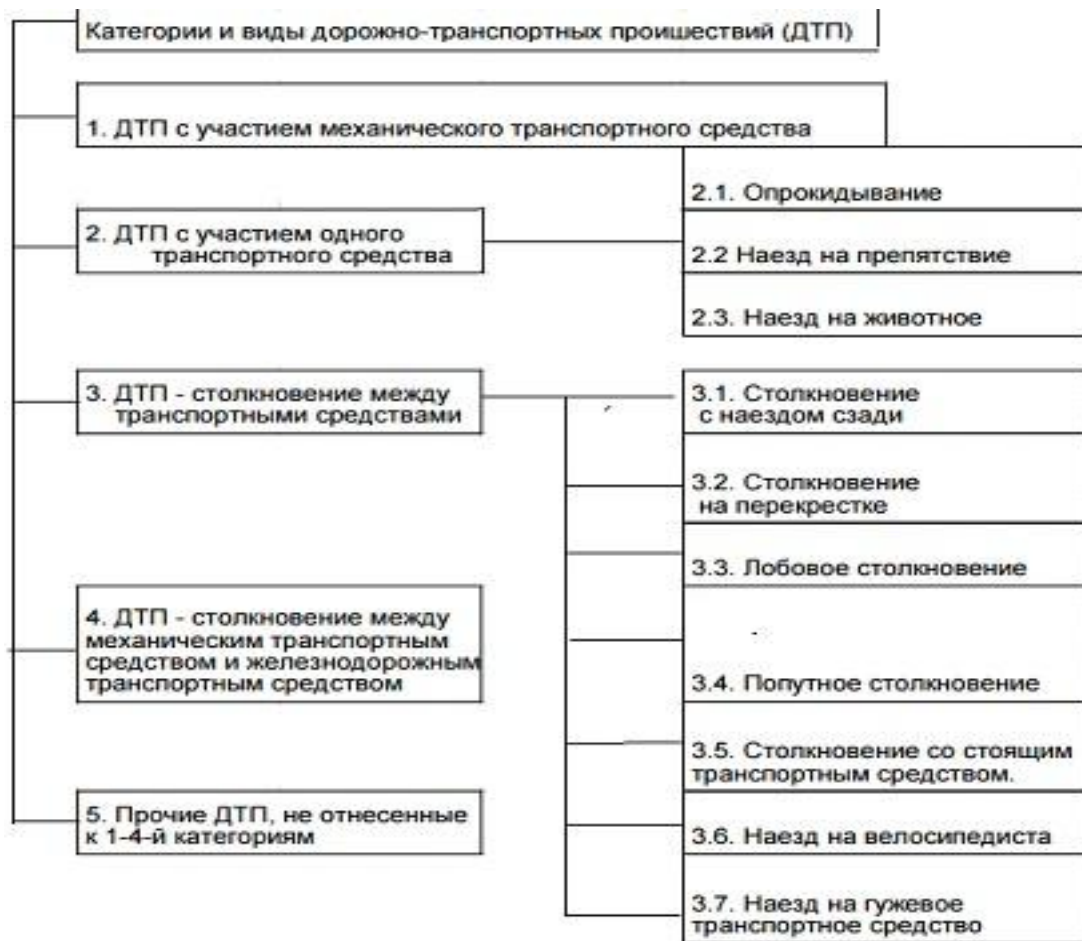 Категории и виды дорожно-транспортных проишествий (ДТП)
1. ДТП с участием механического транспортного средства
2. ДТП с участием одного
транспортного средства
2.1. Опрокидывание
2.2 Наезд на препятствие
2.3. Наезд на животное
3. ДТП - столкновение между
транспортными средствами
3.1. Столкновение
с наездом сзади
3.2. Столкновение
на перекрестке
3.3. Лобовое столкновение
3.4. Попутное столкновение
3.5. Столкновение со стоящим
транспортным средством.
3.6. Наезд на велосипедиста
3.7. Наезд на гужевое
транспортное средство
4. ДТП - столкновение между
механическим транспортным
средством и железнодорожным
транспортным средством
5. Прочие ДТП, не отнесенные
к 1-4-й категориям